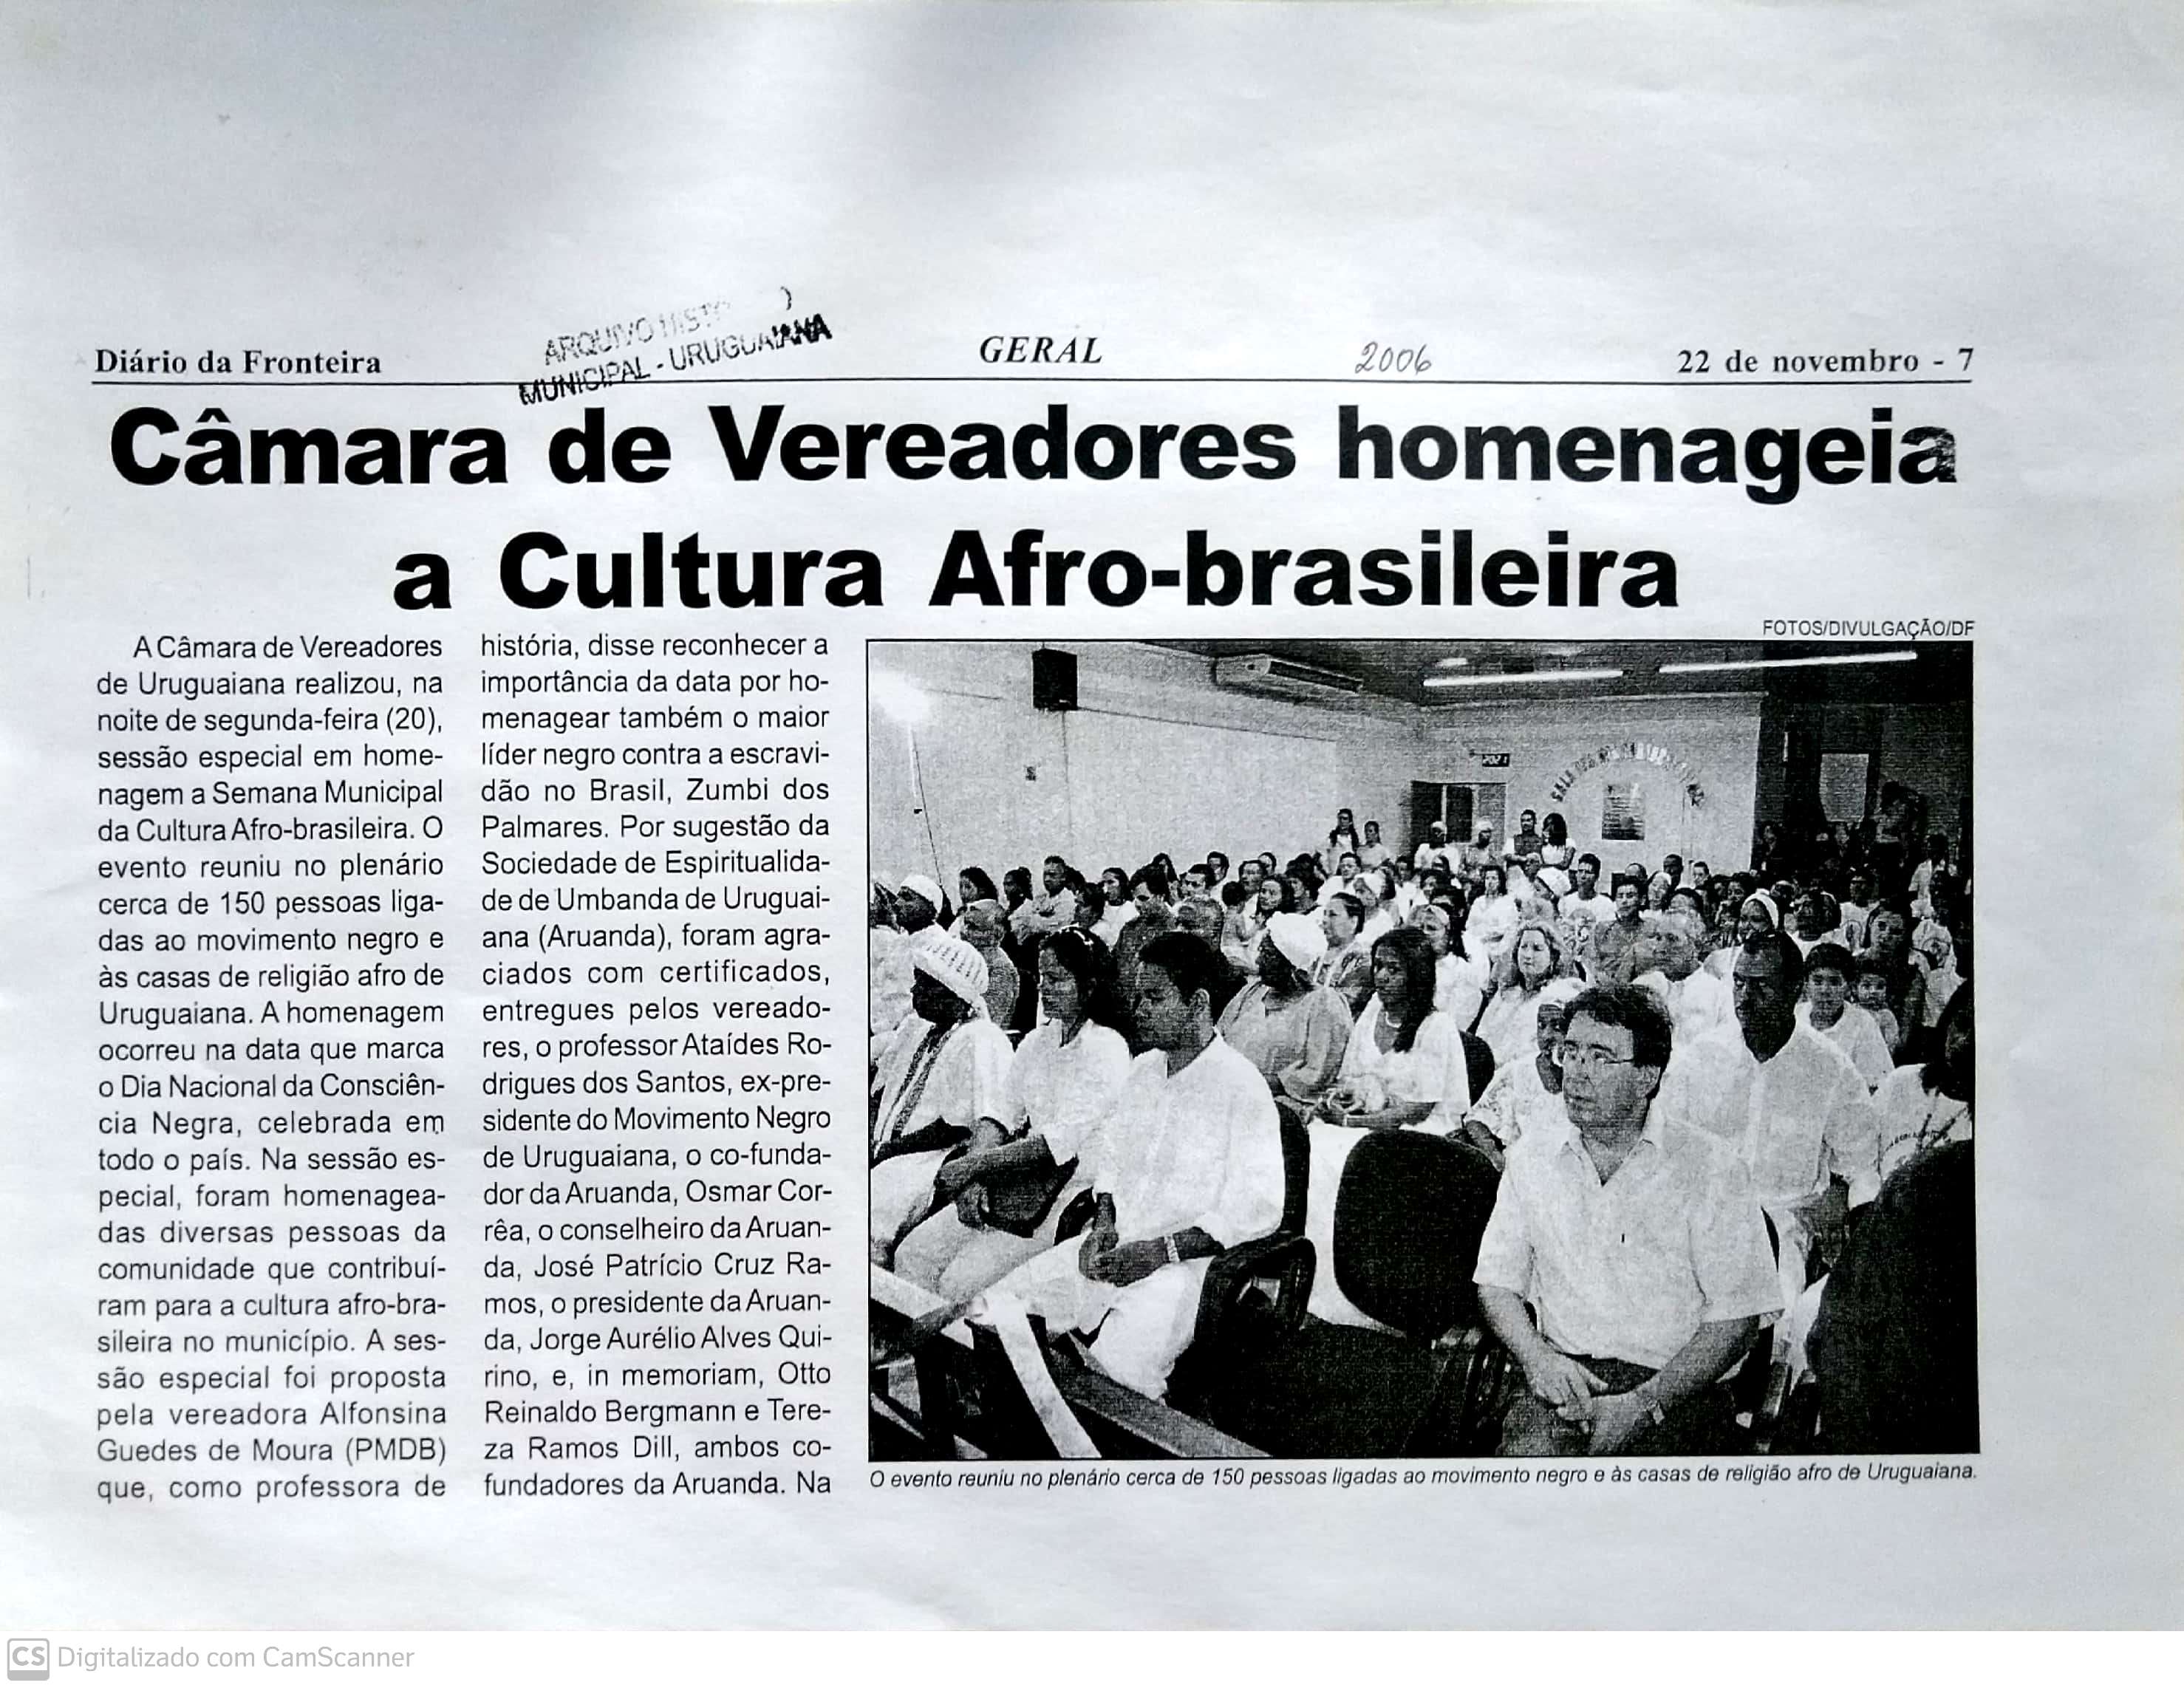 ARQUIVO
MUNICIPAL - URUGUAIANA
Diário da Fronteira
GERAL
2006
22 de novembro - 7
Câmara de Vereadores homenageia
a Cultura Afro-brasileira
A Câmara de Vereadores
de Uruguaiana realizou, na
noite de segunda-feira (20),
sessão especial em home-
nagem a Semana Municipal
da Cultura Afro-brasileira. O
evento reuniu no plenário
cerca de 150 pessoas liga-
das ao movimento negro e
às casas de religião afro de
Uruguaiana. A homenagem
ocorreu na data que marca
o Dia Nacional da Consciên-
cia Negra, celebrada em
todo o país. Na sessão es-
pecial, foram homenagea-
das diversas pessoas da
comunidade que contribuí-
ram para a cultura afro-bra-
sileira no município. A ses-
são especial foi proposta
pela vereadora Alfonsina
Guedes de Moura (PMDB)
que, como professora de
história, disse reconhecer a
importância da data por ho-
menagear também o maior
líder negro contra a escravi-
dão no Brasil, Zumbi dos
Palmares. Por sugestão da
Sociedade de Espiritualida-
de de Umbanda de Uruguai-
ana (Aruanda), foram agra-
ciados com certificados,
entregues pelos vereado-
res, o professor Ataídes Ro-
drigues dos Santos, ex-pre-
sidente do Movimento Negro
de Uruguaiana, o co-funda-
dor da Aruanda, Osmar Cor-
rêa, o conselheiro da Aruan-
da, José Patrício Cruz Ra-
mos, o presidente da Aruan-
da, Jorge Aurélio Alves Qui-
rino, e, in memoriam, Otto
Reinaldo Bergmann e Tere-
za Ramos Dill, ambos co-
fundadores da Aruanda. Na
FOTOS/DIVULGAÇÃO/DF
O evento reuniu no plenário cerca de 150 pessoas ligadas ao movimento negro e às casas de religião afro de Uruguaiana.
CS Digitalizado com CamScanner